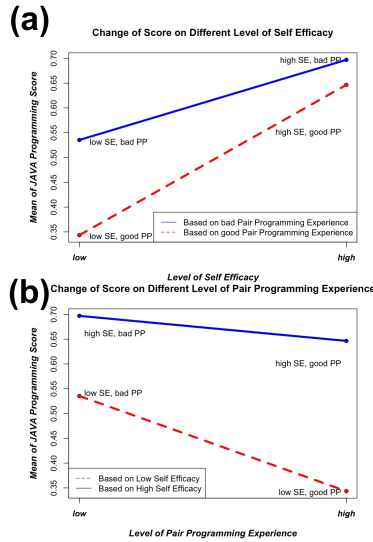 (a)
Change of Score on Different Level of Self Efficacy
Mean of JAVA Programming Score
0.70
0.65
0.60
0.55
0.50
0.45
0.40
0.35
high SE, bad PP
low SE, bad PP
high SE, good PP
low SE, good PP
Based on bad Pair Programming Experience
Based on good Pair Programming Experience
low
high
Level of Self Efficacy
(b)
Change of Score on Different Level of Pair Programming Experience
Mean of JAVA Programming Score
0.70
0.65
0.60
0.55
0.50
0.45
0.40
0.35
high SE, bad PP
high SE, good PP
low SE, bad PP
low SE, good PP
Based on Low Self Efficacy
Based on High Self Efficacy
low
high
Level of Pair Programming Experience